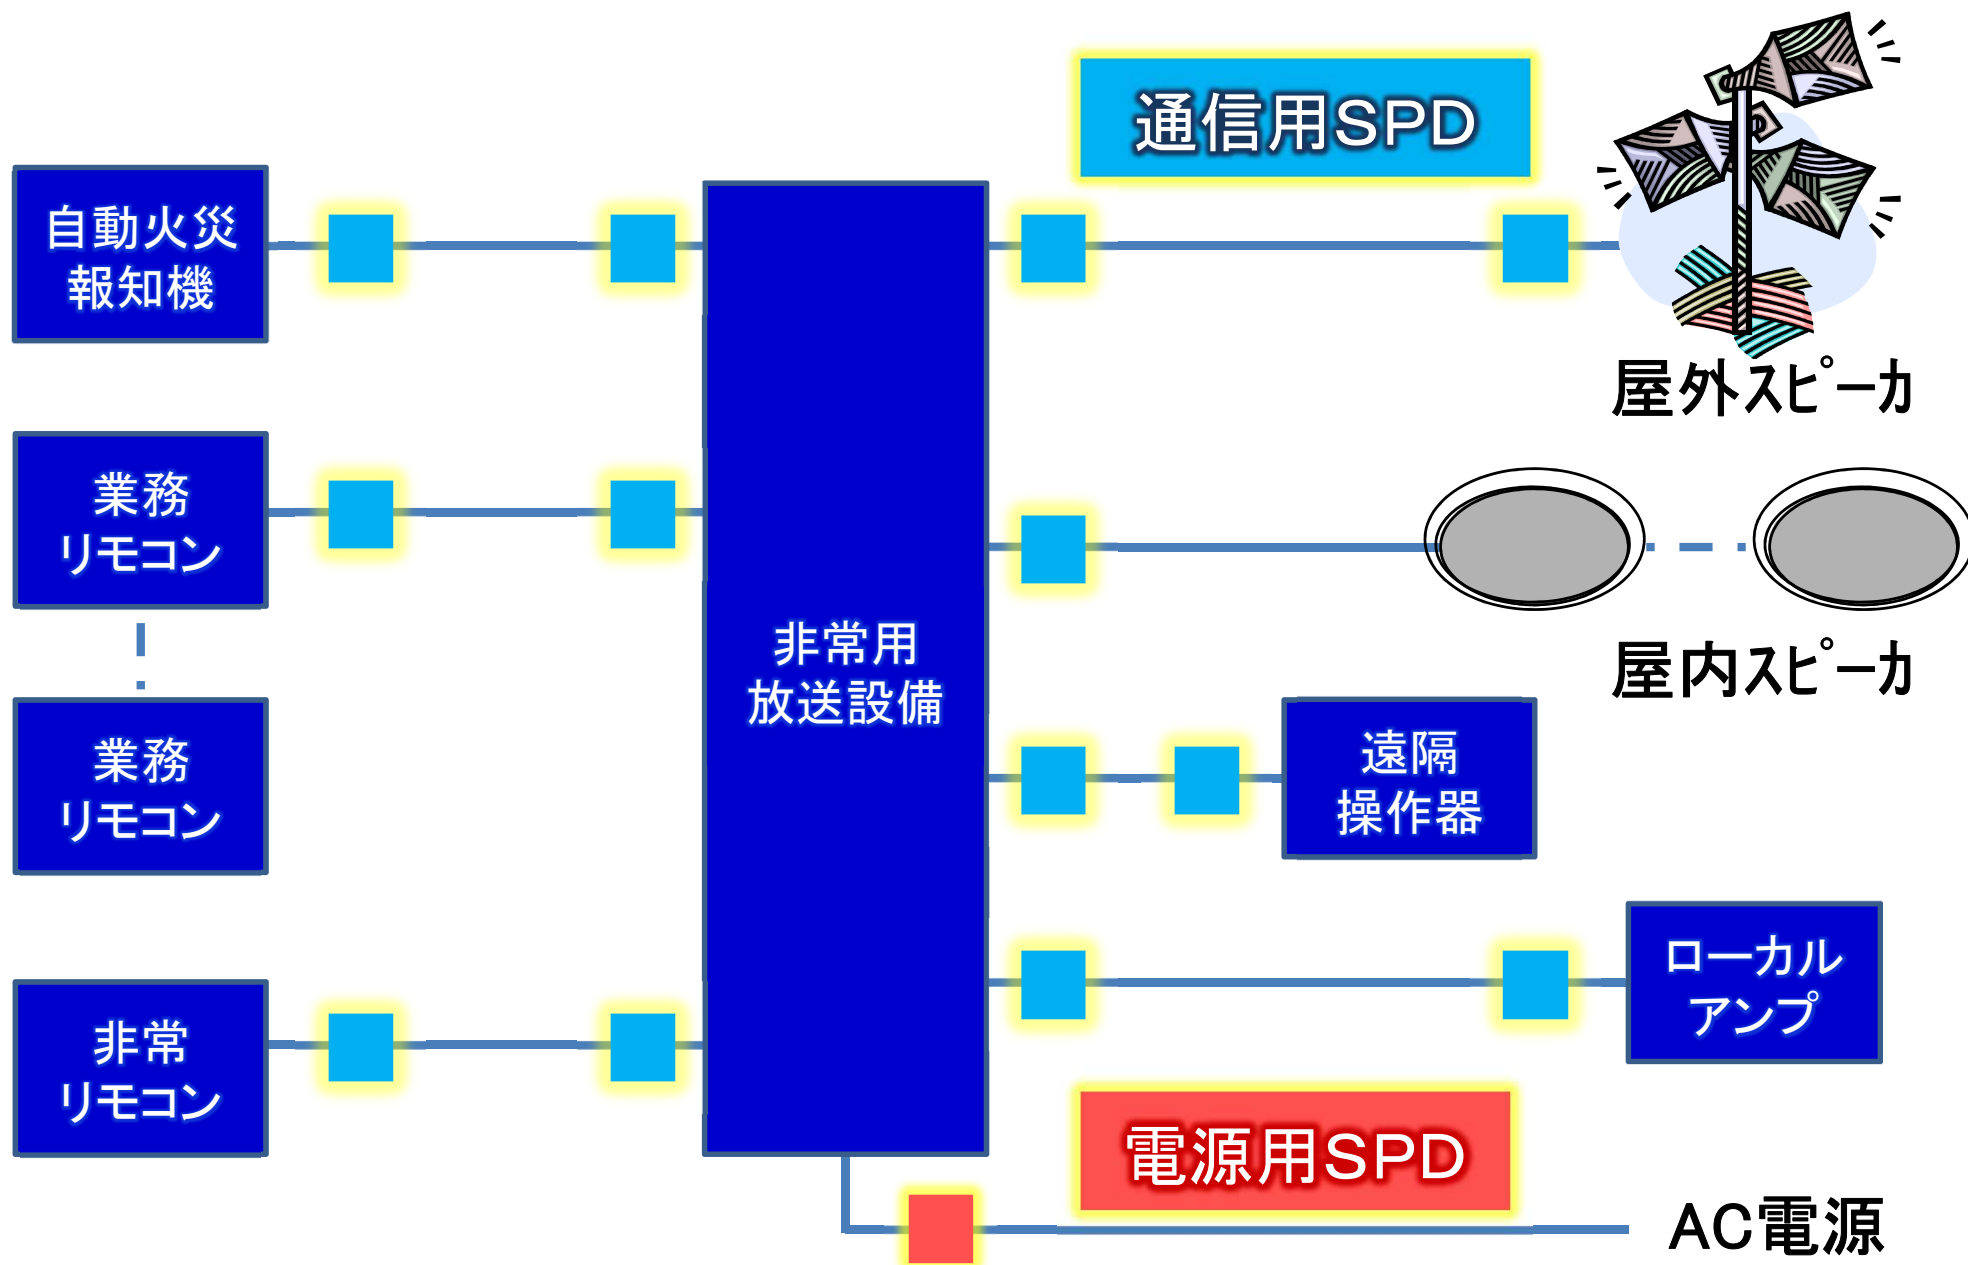 通信用SPD
自動火災
報知機
屋外ｽﾋﾟｰｶ
業務
リモコン
非常用
放送設備
屋内ｽﾋﾟｰｶ
業務
リモコン
遠隔
操作器
ローカル
アンプ
非常
リモコン
電源用SPD
AC電源